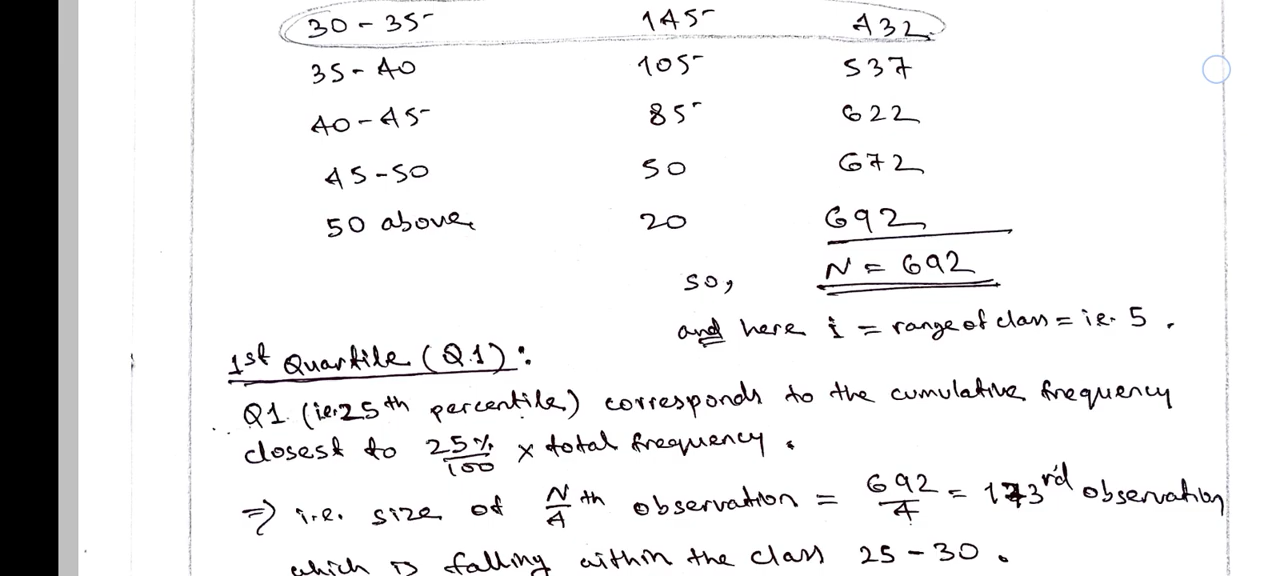 30 - 35 145 432
35 - 40 105 537
40 - 45 85 622
45 - 50 50 672
50 above 20 692
so, N = 692
and here i = range of class = i.e. 5.
1st Quartile (Q.1):
Q1. (i.e. 25th percentile) corresponds to the cumulative frequency
closest to 25%/100 x total frequency.
⇒ i.e. size of N/4 th observation = 692/4 = 173rd observation
which is falling within the class 25 - 30.